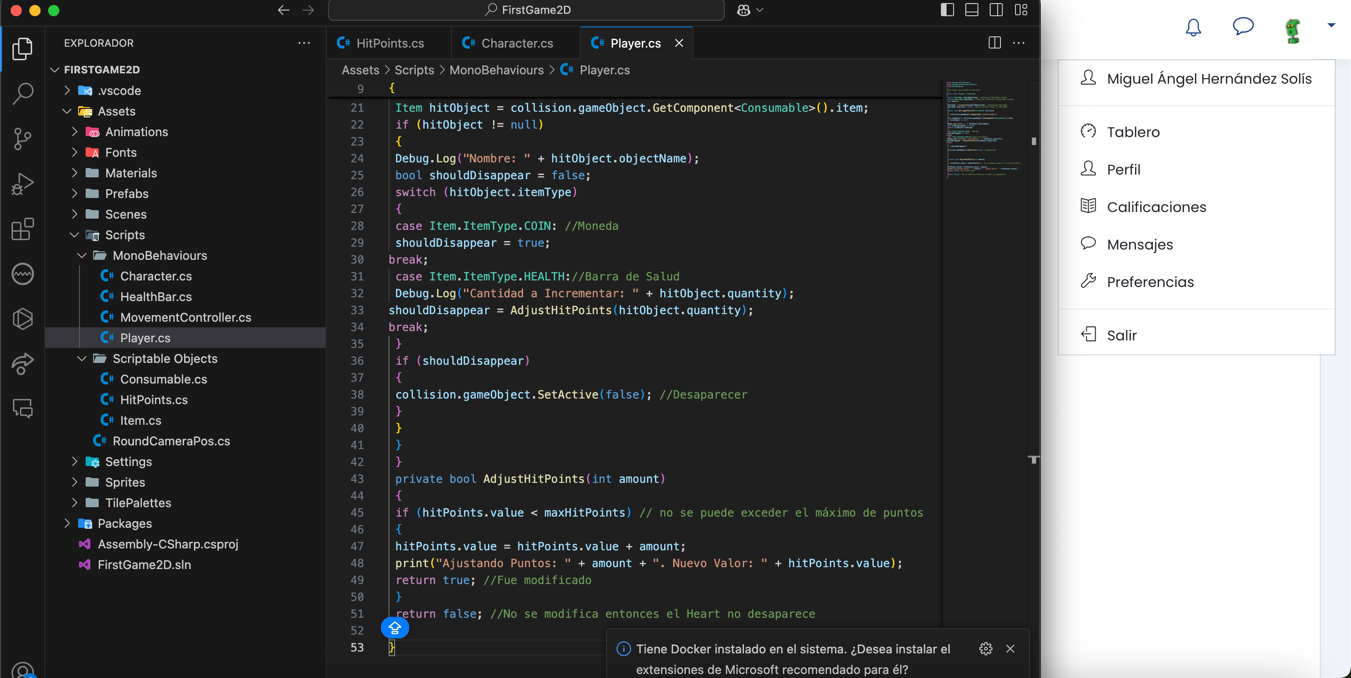 FirstGame2D
EXPLORADOR
FIRSTGAME2D
.vscode
Assets
Animations
Fonts
Materials
Prefabs
Scenes
Scripts
MonoBehaviours
Character.cs
HealthBar.cs
MovementController.cs
Player.cs
Scriptable Objects
Consumable.cs
HitPoints.cs
Item.cs
RoundCameraPos.cs
Settings
Sprites
TilePalettes
Packages
Assembly-CSharp.csproj
FirstGame2D.sln
HitPoints.cs Character.cs Player.cs
Assets > Scripts > MonoBehaviours > Player.cs
9 {
21 Item hitObject = collision.gameObject.GetComponent<Consumable>().item;
22 if (hitObject != null)
23 {
24 Debug.Log("Nombre: " + hitObject.objectName);
25 bool shouldDisappear = false;
26 switch (hitObject.itemType)
27 {
28 case Item.ItemType.COIN: //Moneda
29 shouldDisappear = true;
30 break;
31 case Item.ItemType.HEALTH://Barra de Salud
32 Debug.Log("Cantidad a Incrementar: " + hitObject.quantity);
33 shouldDisappear = AdjustHitPoints(hitObject.quantity);
34 break;
35 }
36 if (shouldDisappear)
37 {
38 collision.gameObject.SetActive(false); //Desaparecer
39 }
40 }
41 }
42 }
43 private bool AdjustHitPoints(int amount)
44 {
45 if (hitPoints.value < maxHitPoints) // no se puede exceder el máximo de puntos
46 {
47 hitPoints.value = hitPoints.value + amount;
48 print("Ajustando Puntos: " + amount + ". Nuevo Valor: " + hitPoints.value);
49 return true; //Fue modificado
50 }
51 return false; //No se modifica entonces el Heart no desaparece
52
53 }
Tiene Docker instalado en el sistema. ¿Desea instalar el
extensiones de Microsoft recomendado para él?
Miguel Ángel Hernández Solís
Tablero
Perfil
Calificaciones
Mensajes
Preferencias
Salir